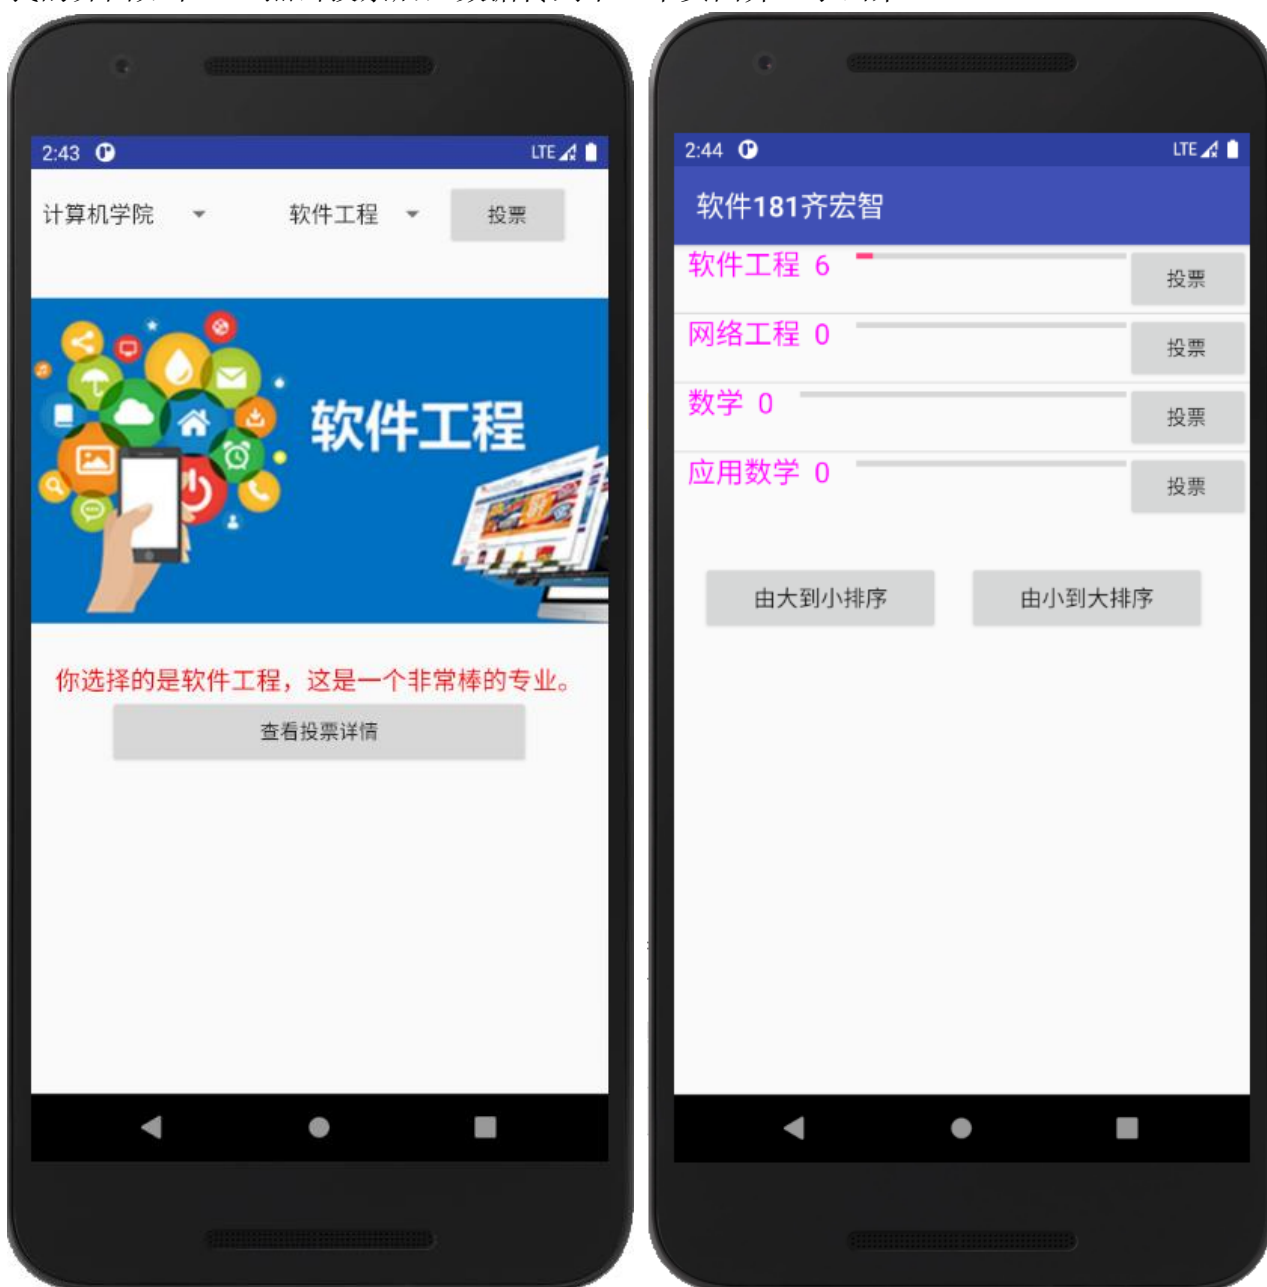 2:43 LTE
计算机学院 软件工程 投票
软件工程
你选择的是软件工程，这是一个非常棒的专业。
查看投票详情
2:44 LTE
软件181齐宏智
软件工程 6 投票
网络工程 0 投票
数学 0 投票
应用数学 0 投票
由大到小排序 由小到大排序